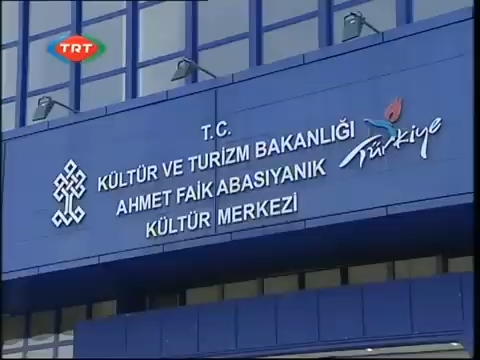 TRT
T.C.
KÜLTÜR VE TURİZM BAKANLIĞI
Türkiye
AHMET FAİK ABASIYANIK
KÜLTÜR MERKEZİ